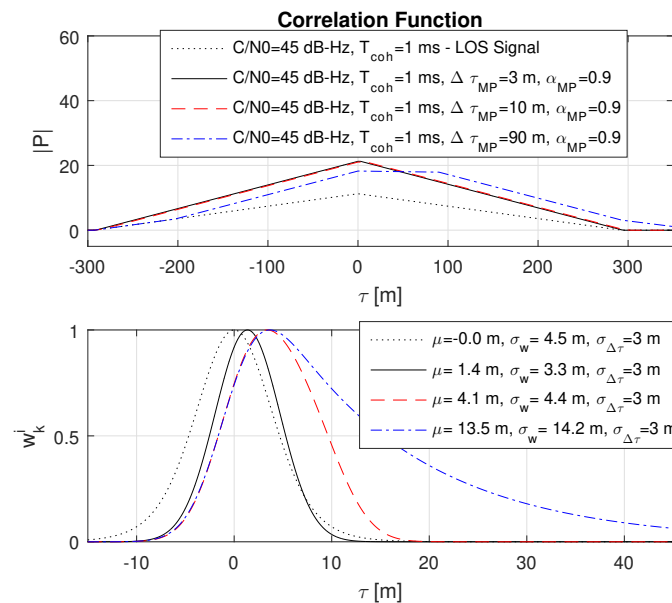 Correlation Function
60
40
20
0
|P|
C/N0=45 dB-Hz, T_coh=1 ms - LOS Signal
C/N0=45 dB-Hz, T_coh=1 ms, Δ τ_MP=3 m, α_MP=0.9
C/N0=45 dB-Hz, T_coh=1 ms, Δ τ_MP=10 m, α_MP=0.9
C/N0=45 dB-Hz, T_coh=1 ms, Δ τ_MP=90 m, α_MP=0.9
-300 -200 -100 0 100 200 300
τ [m]
1
0.5
0
w_k^i
μ=-0.0 m, σ_w= 4.5 m, σ_Δτ=3 m
μ= 1.4 m, σ_w= 3.3 m, σ_Δτ=3 m
μ= 4.1 m, σ_w= 4.4 m, σ_Δτ=3 m
μ= 13.5 m, σ_w= 14.2 m, σ_Δτ=3 m
-10 0 10 20 30 40
τ [m]